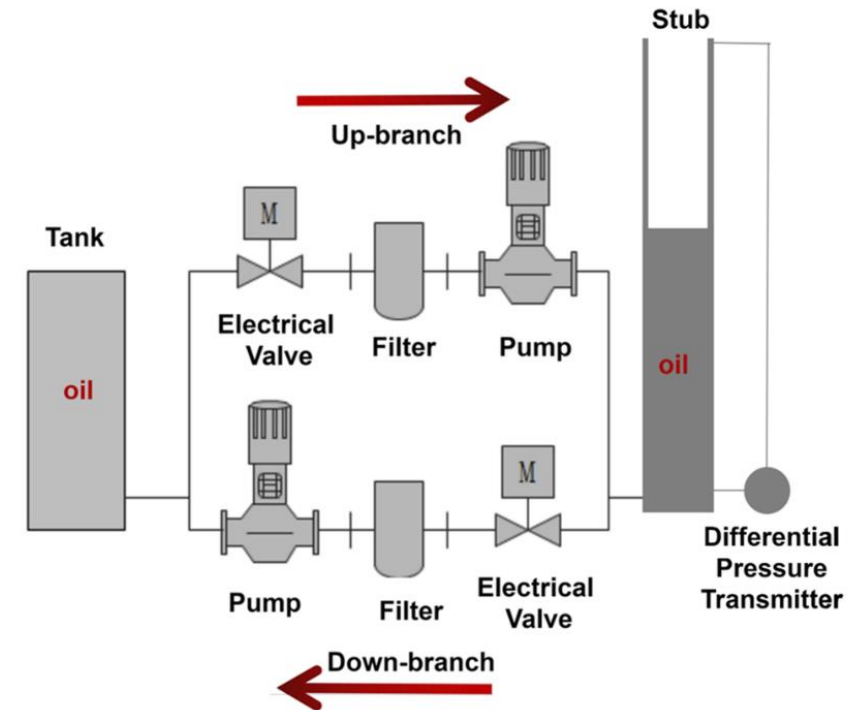 Stub
Up-branch
M
Tank
Electrical
Valve
Filter
Pump
oil
oil
M
Pump
Filter
Electrical
Valve
Differential
Pressure
Transmitter
Down-branch